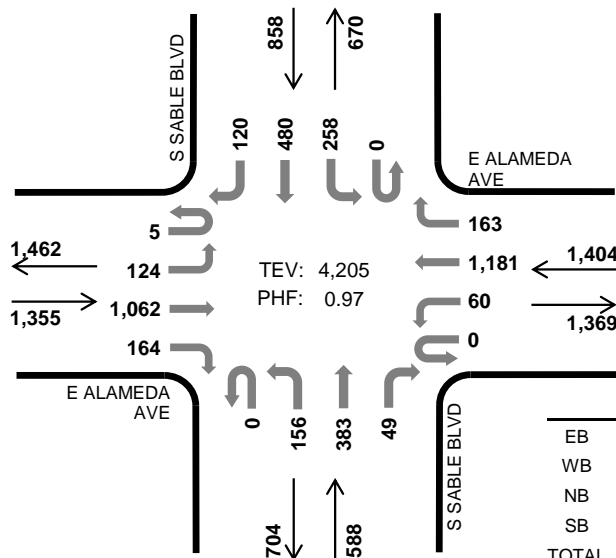 858
670
S SABLE BLVD
120
480
258
0
E ALAMEDA
AVE
5
163
1,462
124
TEV: 4,205
1,181
1,404
1,355
1,062
PHF: 0.97
60
1,369
164
0
E ALAMEDA
AVE
0
156
383
49
S SABLE BLVD
EB
WB
NB
SB
TOTAL
704
588